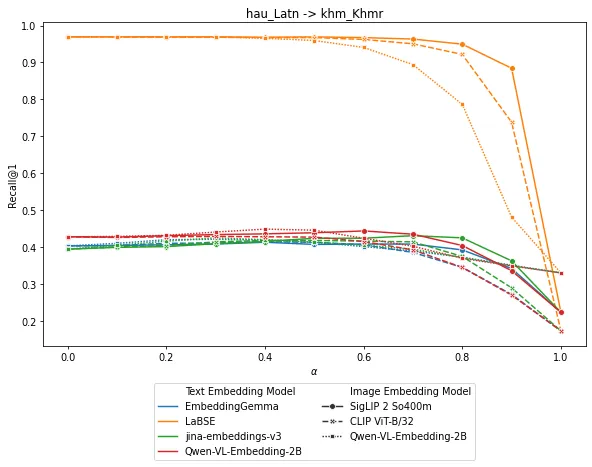 hau_Latn -> khm_Khmr
1.0
0.9
0.8
0.7
0.6
0.5
0.4
0.3
0.2
Recall@1
0.0 0.2 0.4 0.6 0.8 1.0
α
Text Embedding Model Image Embedding Model
EmbeddingGemma SigLIP 2 So400m
LaBSE CLIP ViT-B/32
jina-embeddings-v3 Qwen-VL-Embedding-2B
Qwen-VL-Embedding-2B